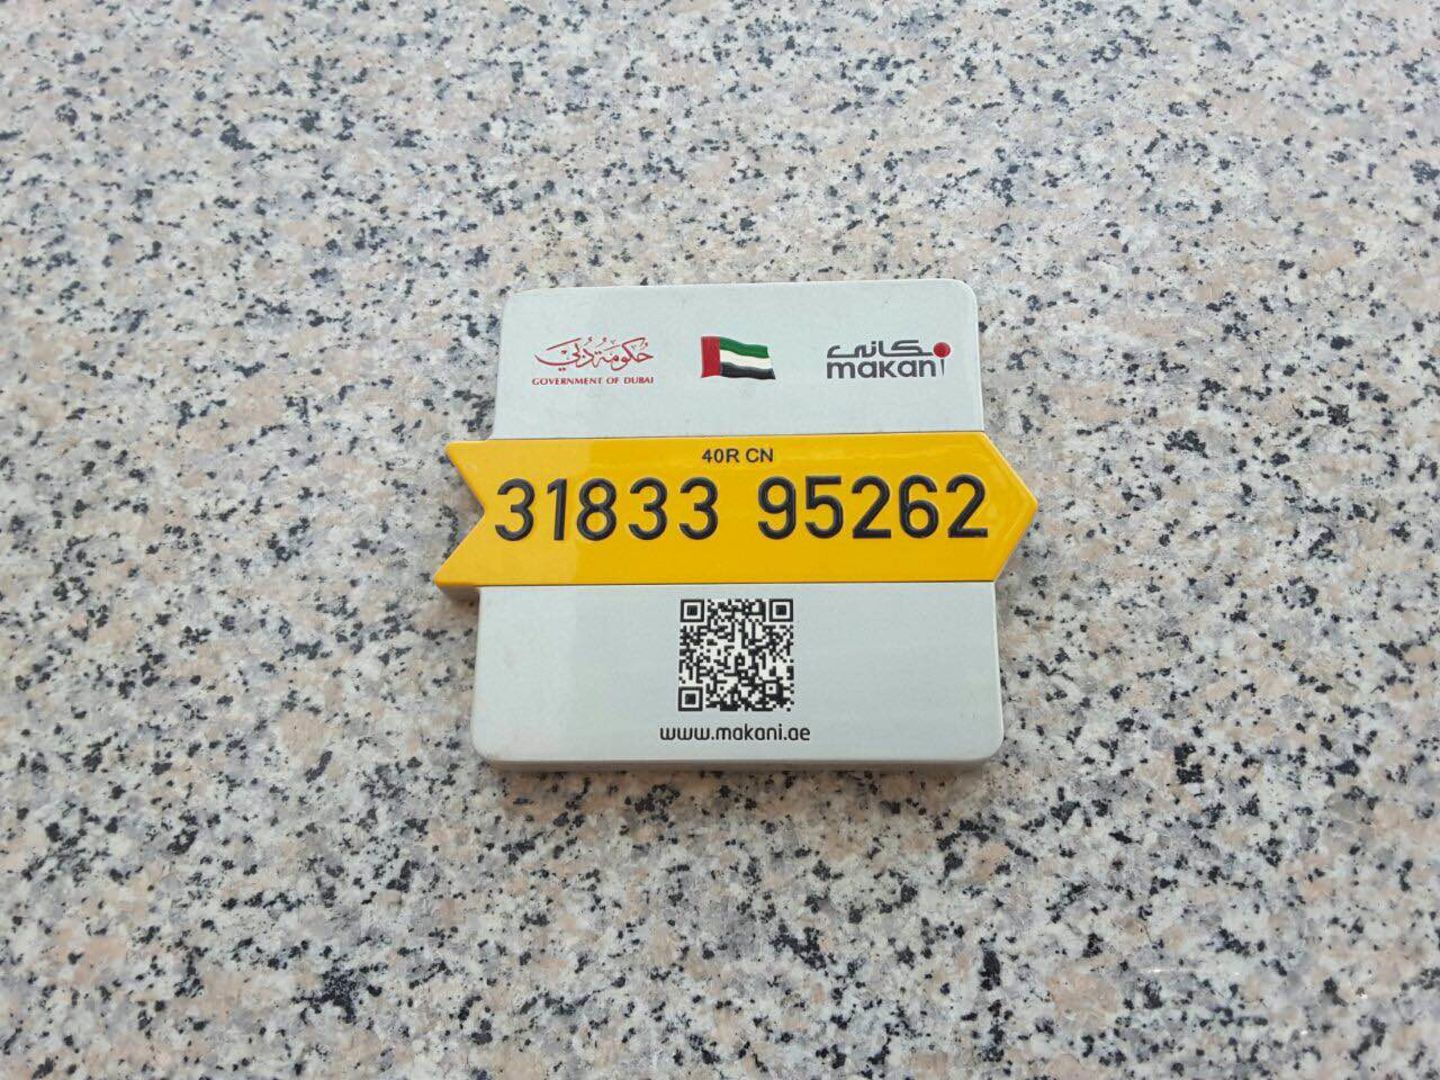 حكومة دبي
GOVERNMENT OF DUBAI
مكاني
makani
40R CN
31833 95262
www.makani.ae